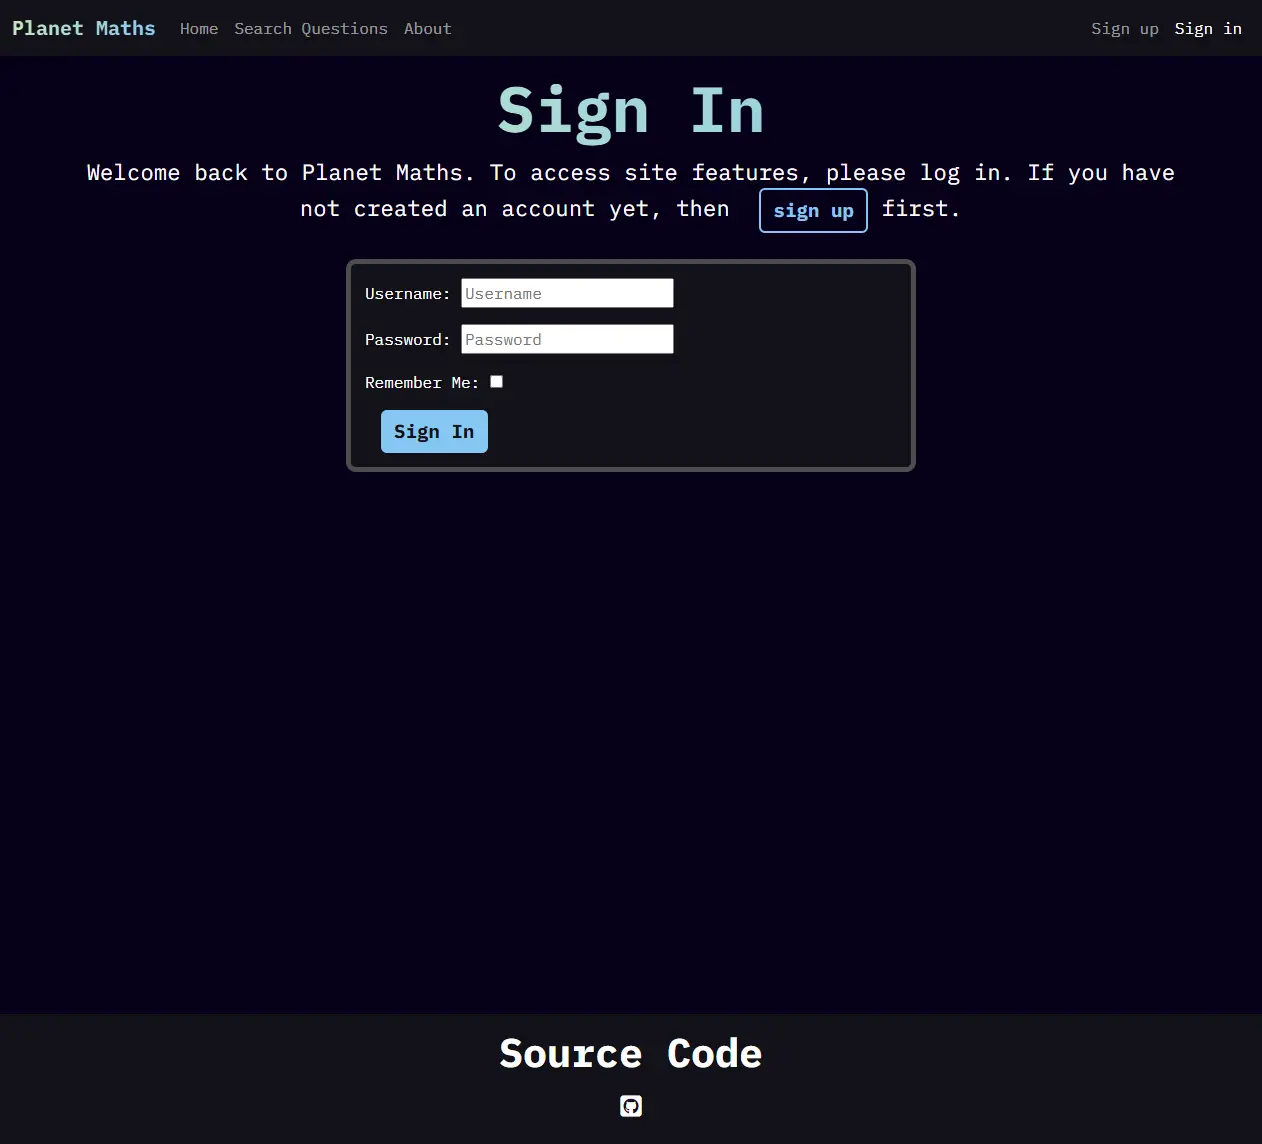 Planet Maths Home Search Questions About Sign up Sign in
Sign In
Welcome back to Planet Maths. To access site features, please log in. If you have
not created an account yet, then sign up first.
Username: Username
Password: Password
Remember Me:
Sign In
Source Code